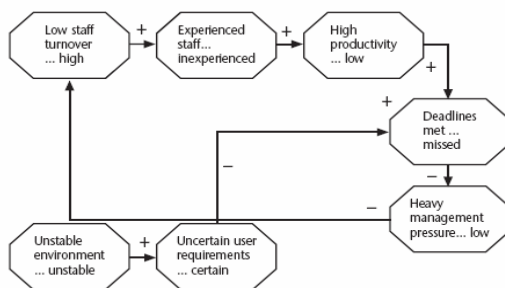 Low staff
turnover
... high
+
Experienced
staff...
inexperienced
+
High
productivity
... low
+
+
Deadlines
met ...
missed
–
–
Heavy
management
pressure... low
–
Unstable
environment
... unstable
+
Uncertain user
requirements
... certain